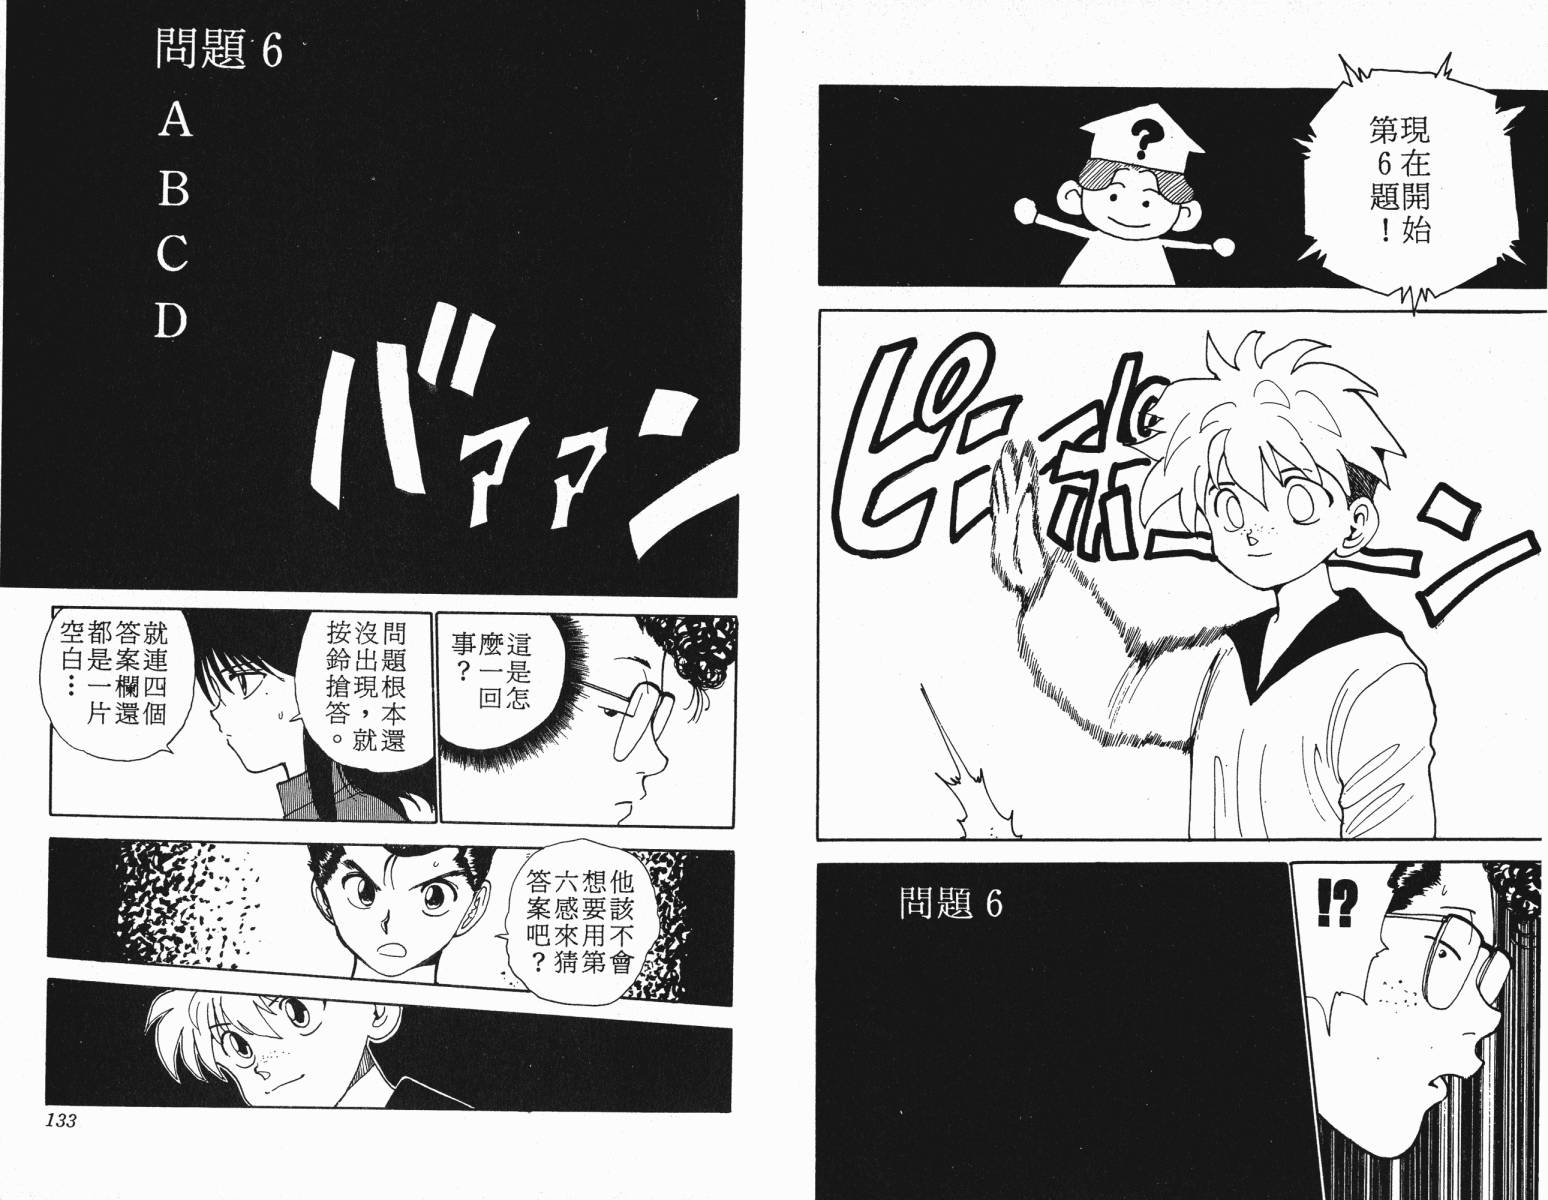 現在開始
第6題！
ピンポーン
!?
問題6
問題6
A
B
C
D
バァァン
這是怎
麼一回
事？
問題根本還
沒出現，就
按鈴搶答。
就連四個
答案欄還
都是一片
空白…
他該不會
想要用第
六感來猜
答案吧？
133